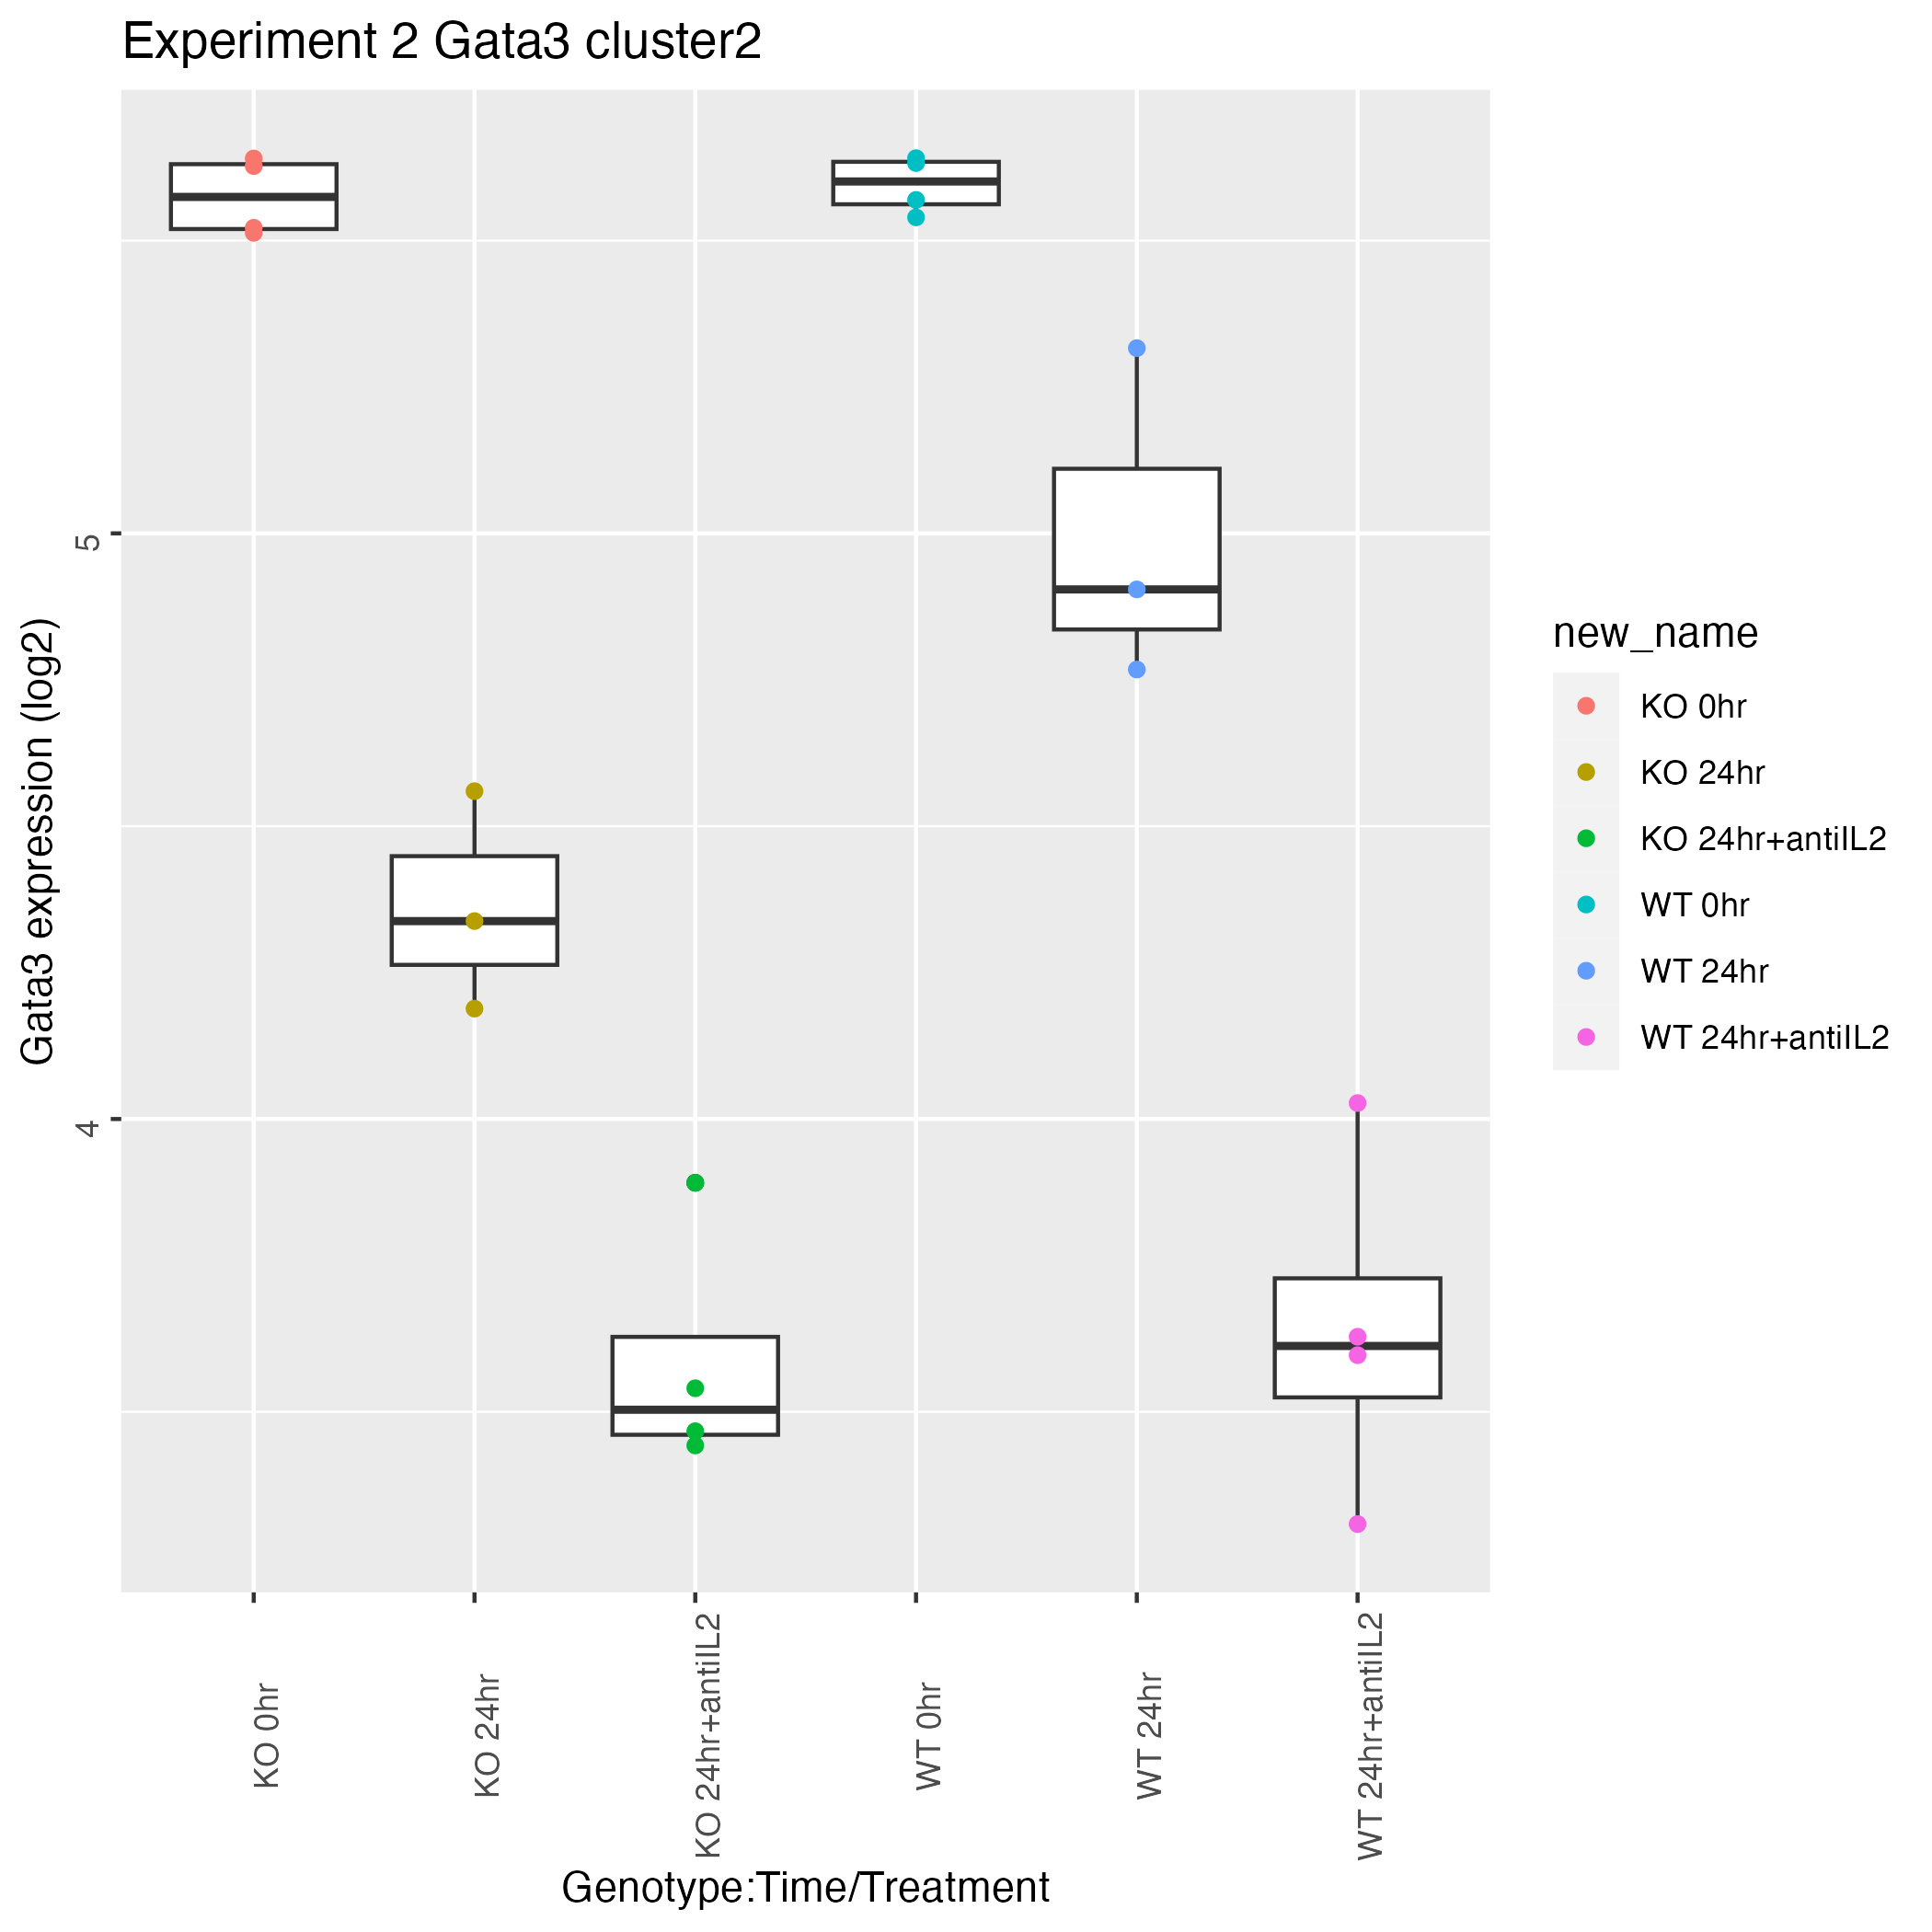 Experiment 2 Gata3 cluster2
Gata3 expression (log2)
5
4
KO 0hr
KO 24hr
KO 24hr+antiIL2
WT 0hr
WT 24hr
WT 24hr+antiIL2
Genotype:Time/Treatment
new_name
KO 0hr
KO 24hr
KO 24hr+antiIL2
WT 0hr
WT 24hr
WT 24hr+antiIL2